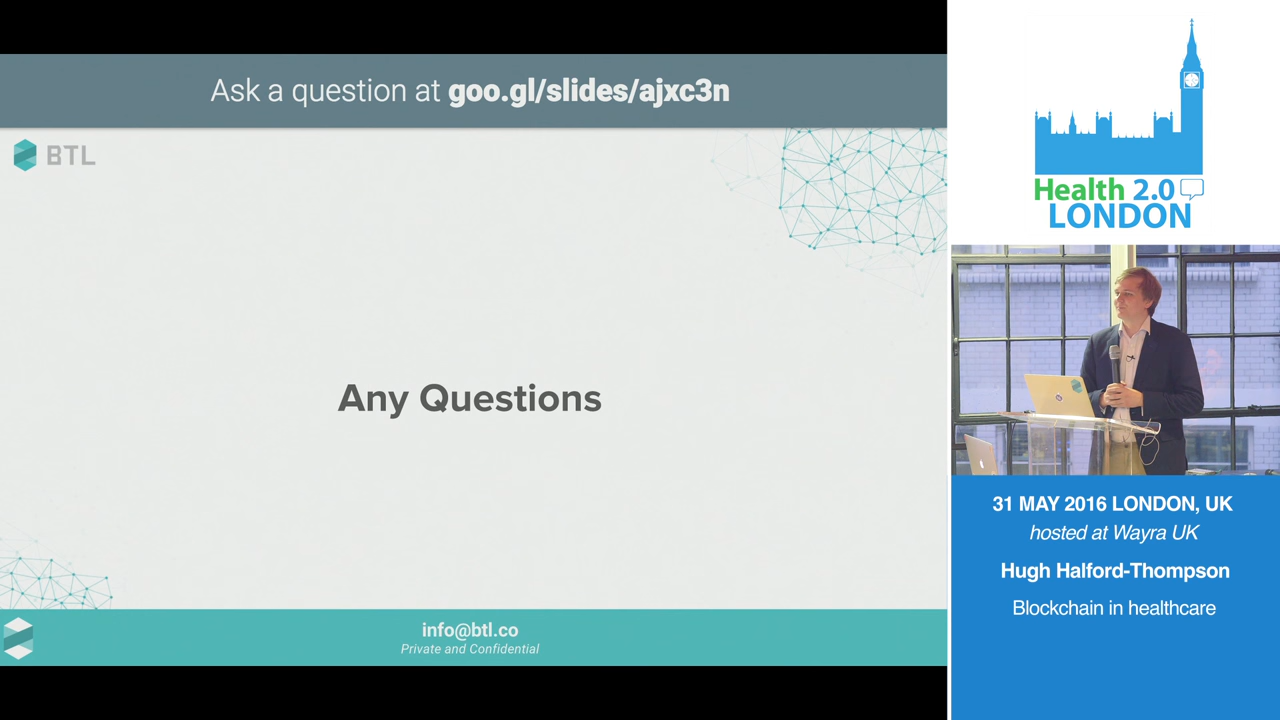 Ask a question at goo.gl/slides/ajxc3n
BTL
Any Questions
info@btl.co
Private and Confidential
Health 2.0
LONDON
31 MAY 2016 LONDON, UK
hosted at Wayra UK
Hugh Halford-Thompson
Blockchain in healthcare